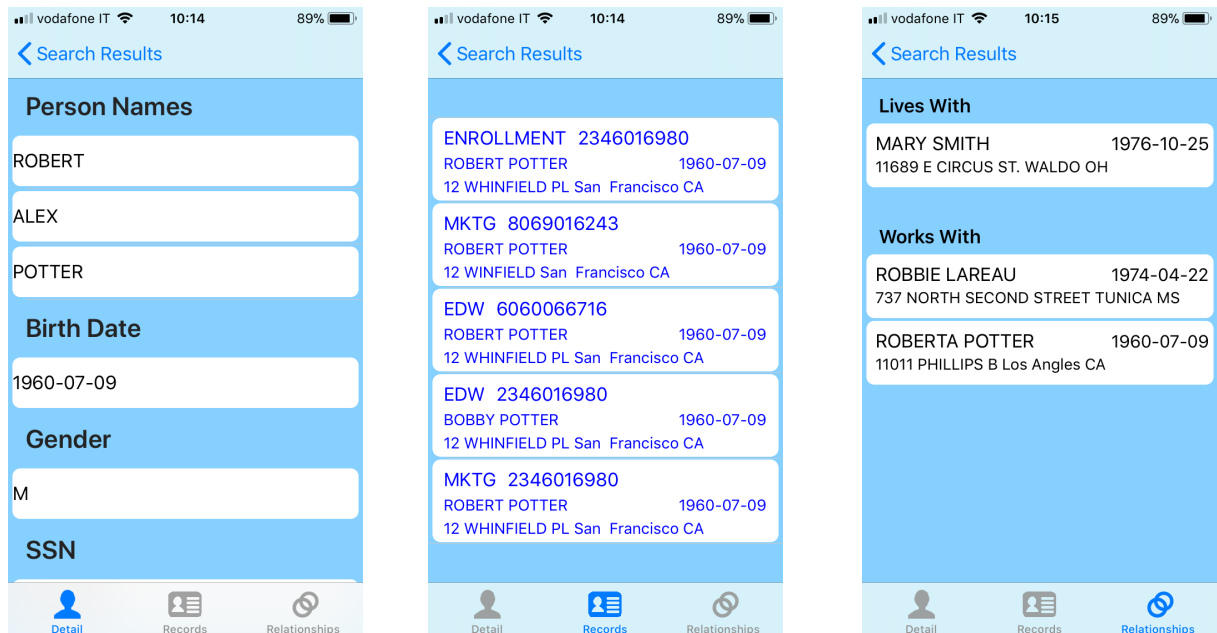 vodafone IT 10:14 89%
Search Results
Person Names
ROBERT
ALEX
POTTER
Birth Date
1960-07-09
Gender
M
SSN
Detail Records Relationships
vodafone IT 10:14 89%
Search Results
ENROLLMENT 2346016980
ROBERT POTTER 1960-07-09
12 WHINFIELD PL San Francisco CA
MKTG 8069016243
ROBERT POTTER 1960-07-09
12 WINFIELD San Francisco CA
EDW 6060066716
ROBERT POTTER 1960-07-09
12 WHINFIELD PL San Francisco CA
EDW 2346016980
BOBBY POTTER 1960-07-09
12 WHINFIELD PL San Francisco CA
MKTG 2346016980
ROBERT POTTER 1960-07-09
12 WHINFIELD PL San Francisco CA
Detail Records Relationships
vodafone IT 10:15 89%
Search Results
Lives With
MARY SMITH 1976-10-25
11689 E CIRCUS ST. WALDO OH
Works With
ROBBIE LAREAU 1974-04-22
737 NORTH SECOND STREET TUNICA MS
ROBERTA POTTER 1960-07-09
11011 PHILLIPS B Los Angles CA
Detail Records Relationships